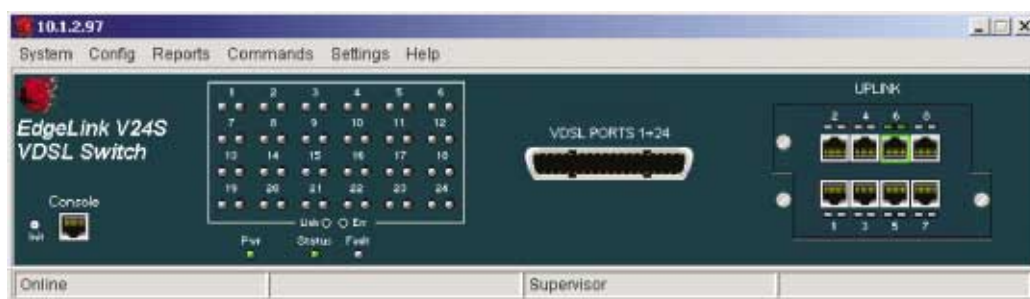 10.1.2.97
System Config Reports Commands Settings Help
EdgeLink V24S
VDSL Switch
Console
1 2 3 4 5 6
7 8 9 10 11 12
13 14 15 16 17 18
19 20 21 22 23 24
Link Err
Pwr Status Fault
VDSL PORTS 1-24
UPLINK
2 4 6 8
1 3 5 7
Online
Supervisor